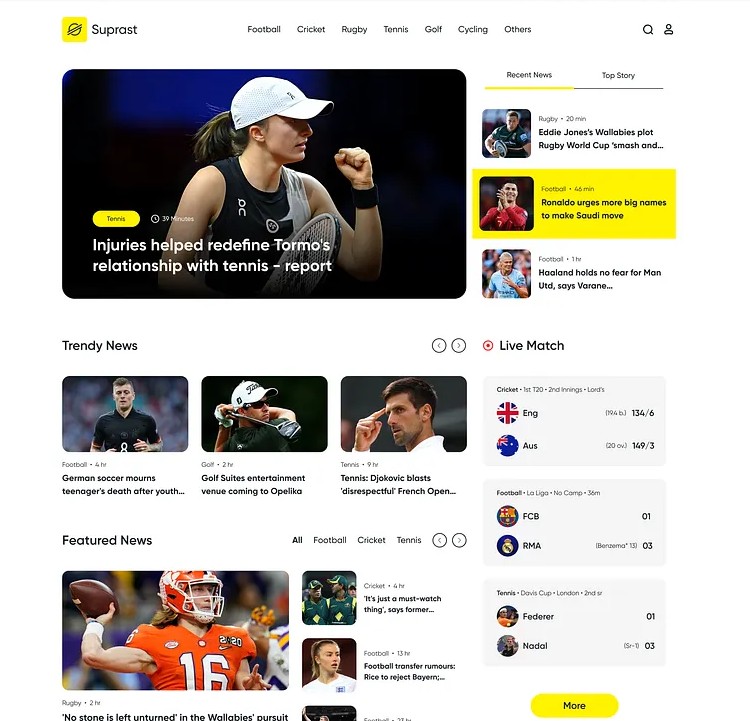 Suprast
Football Cricket Rugby Tennis Golf Cycling Others
Tennis 39 Minutes
Injuries helped redefine Tormo's
relationship with tennis - report
Recent News Top Story
Rugby • 20 min
Eddie Jones's Wallabies plot
Rugby World Cup 'smash and...
Football • 46 min
Ronaldo urges more big names
to make Saudi move
Football • 1 hr
Haaland holds no fear for Man
Utd, says Varane...
Trendy News
Football • 4 hr
German soccer mourns
teenager's death after youth...
Golf • 2 hr
Golf Suites entertainment
venue coming to Opelika
Tennis • 9 hr
Tennis: Djokovic blasts
'disrespectful' French Open...
Live Match
Cricket • 1st T20 • 2nd Innings • Lord's
Eng (19.4 b.) 134/6
Aus (20 ov.) 149/3
Football • La Liga • No Comp • 36m
FCB 01
RMA (Benzema* 13) 03
Tennis • Davis Cup • London • 2nd sr
Federer 01
Nadal (Sr-1) 03
More
Featured News
All Football Cricket Tennis
16
Rugby • 2 hr
'No stone is left unturned' in the Wallabies' pursuit
Cricket • 4 hr
'It's just a must-watch
thing', says former...
Football • 13 hr
Football transfer rumours:
Rice to reject Bayern;...
Football • 23 hr